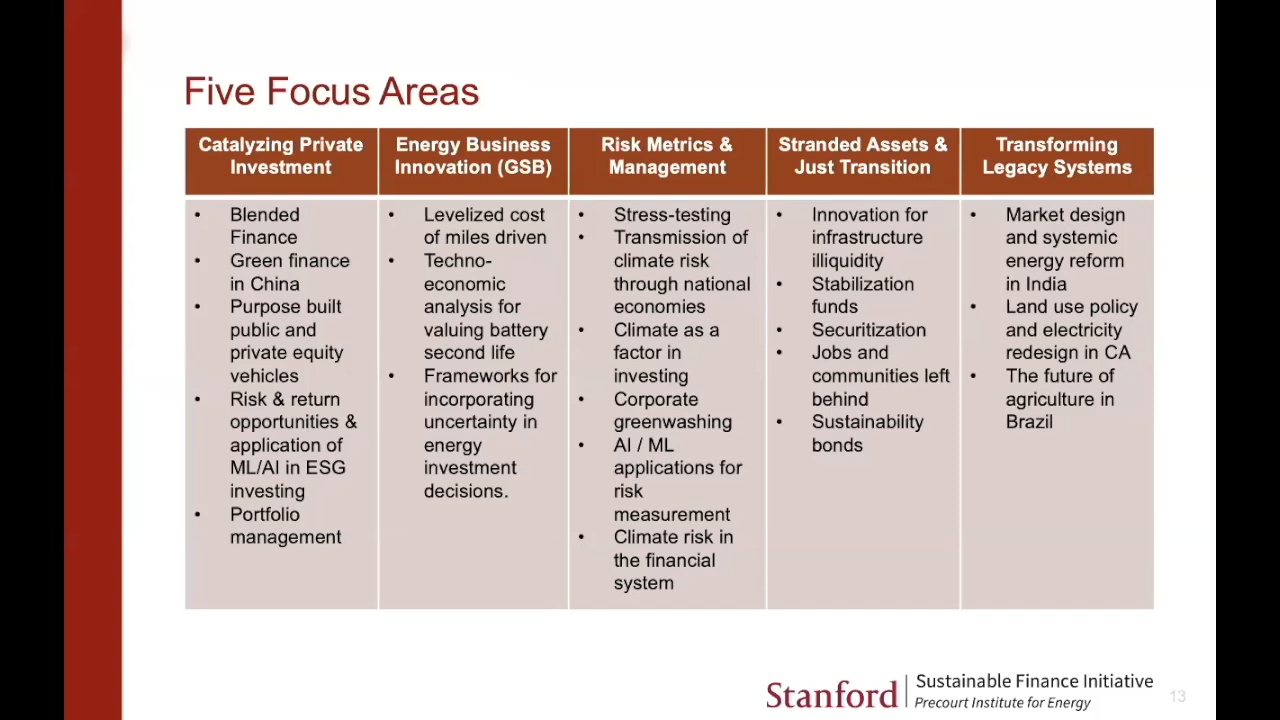 Five Focus Areas
Catalyzing Private
Investment
Energy Business
Innovation (GSB)
Risk Metrics &
Management
Stranded Assets &
Just Transition
Transforming
Legacy Systems
• Blended
Finance
• Green finance
in China
• Purpose built
public and
private equity
vehicles
• Risk & return
opportunities &
application of
ML/AI in ESG
investing
• Portfolio
management
• Levelized cost
of miles driven
• Techno-
economic
analysis for
valuing battery
second life
• Frameworks for
incorporating
uncertainty in
energy
investment
decisions.
• Stress-testing
• Transmission of
climate risk
through national
economies
• Climate as a
factor in
investing
• Corporate
greenwashing
• AI / ML
applications for
risk
measurement
• Climate risk in
the financial
system
• Innovation for
infrastructure
illiquidity
• Stabilization
funds
• Securitization
• Jobs and
communities left
behind
• Sustainability
bonds
• Market design
and systemic
energy reform
in India
• Land use policy
and electricity
redesign in CA
• The future of
agriculture in
Brazil
Stanford
Sustainable Finance Initiative
Precourt Institute for Energy
13